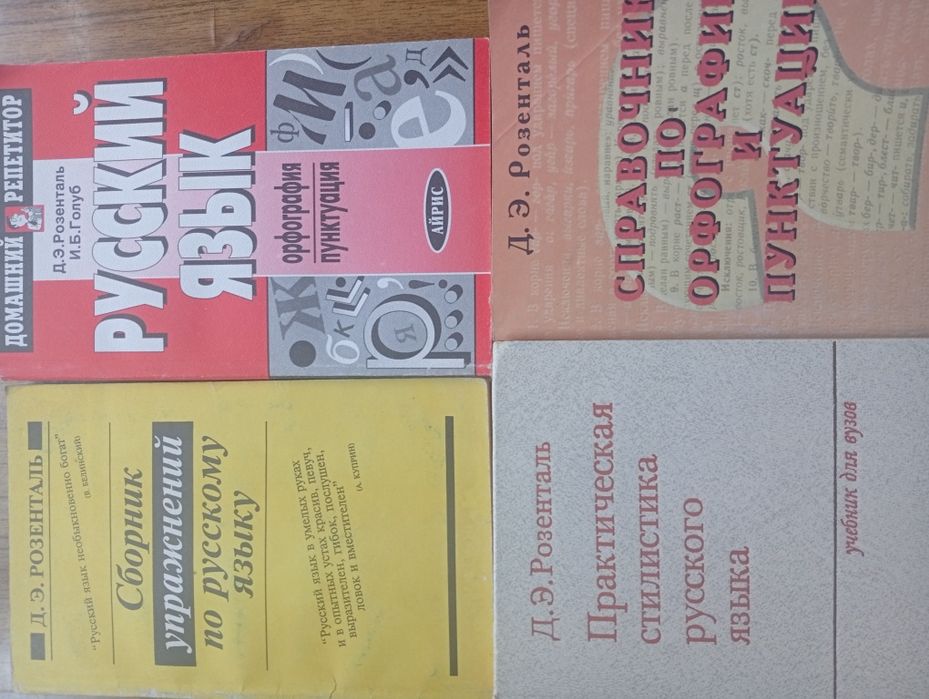 ДОМАШНИЙ РЕПЕТИТОР
Д.Э.Розенталь
И.Б.Голуб
РУССКИЙ
ЯЗЫК
орфография
пунктуация
АЙРИС
Д. Э. Розенталь
СПРАВОЧНИК
ПО
ОРФОГРАФИ
И
ПУНКТУАЦИ
Д. Э. РОЗЕНТАЛЬ
"Русский язык необыкновенно богат"
(В. БЕЛИНСКИЙ)
Сборник
упражнений
по русскому
языку
"Русский язык в умелых руках
и в опытных устах красив, певуч,
выразителен, гибок, послушен,
ловок и вместителен"
(А. КУПРИН)
Д.Э.Розенталь
Практическая
стилистика
русского
языка
учебник для вузов